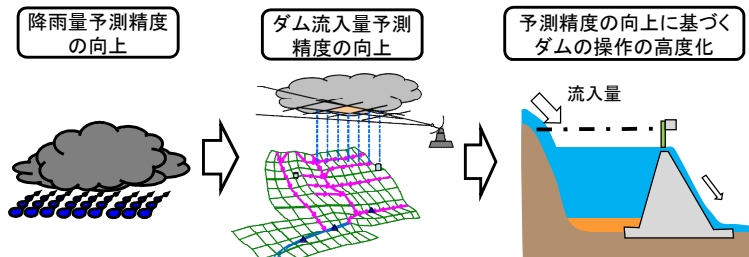 降雨量予測精度
の向上
ダム流入量予測
精度の向上
予測精度の向上に基づく
ダムの操作の高度化
流入量